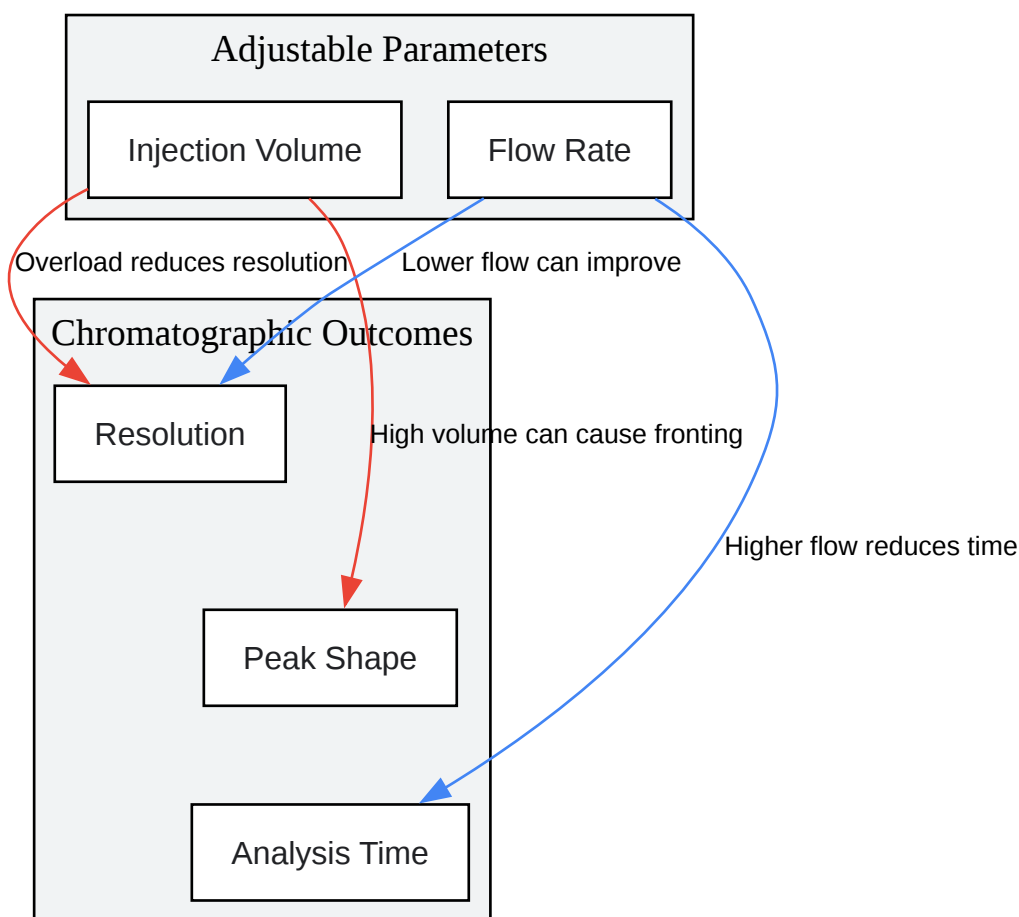 Adjustable Parameters
Injection Volume
Flow Rate
Overload reduces resolution
Lower flow can improve
Chromatographic Outcomes
Resolution
High volume can cause fronting
Higher flow reduces time
Peak Shape
Analysis Time